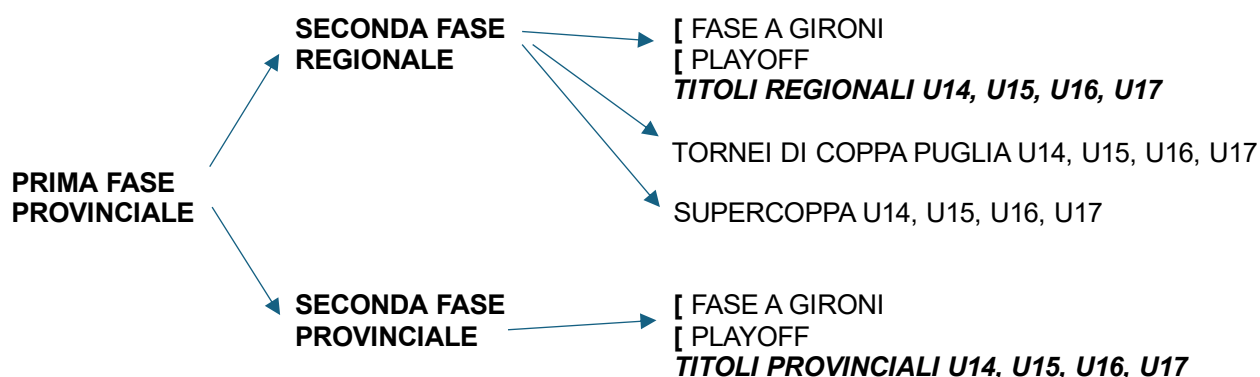 PRIMA FASE
PROVINCIALE
SECONDA FASE
REGIONALE
[ FASE A GIRONI
[ PLAYOFF
TITOLI REGIONALI U14, U15, U16, U17
TORNEI DI COPPA PUGLIA U14, U15, U16, U17
SUPERCOPPA U14, U15, U16, U17
SECONDA FASE
PROVINCIALE
[ FASE A GIRONI
[ PLAYOFF
TITOLI PROVINCIALI U14, U15, U16, U17